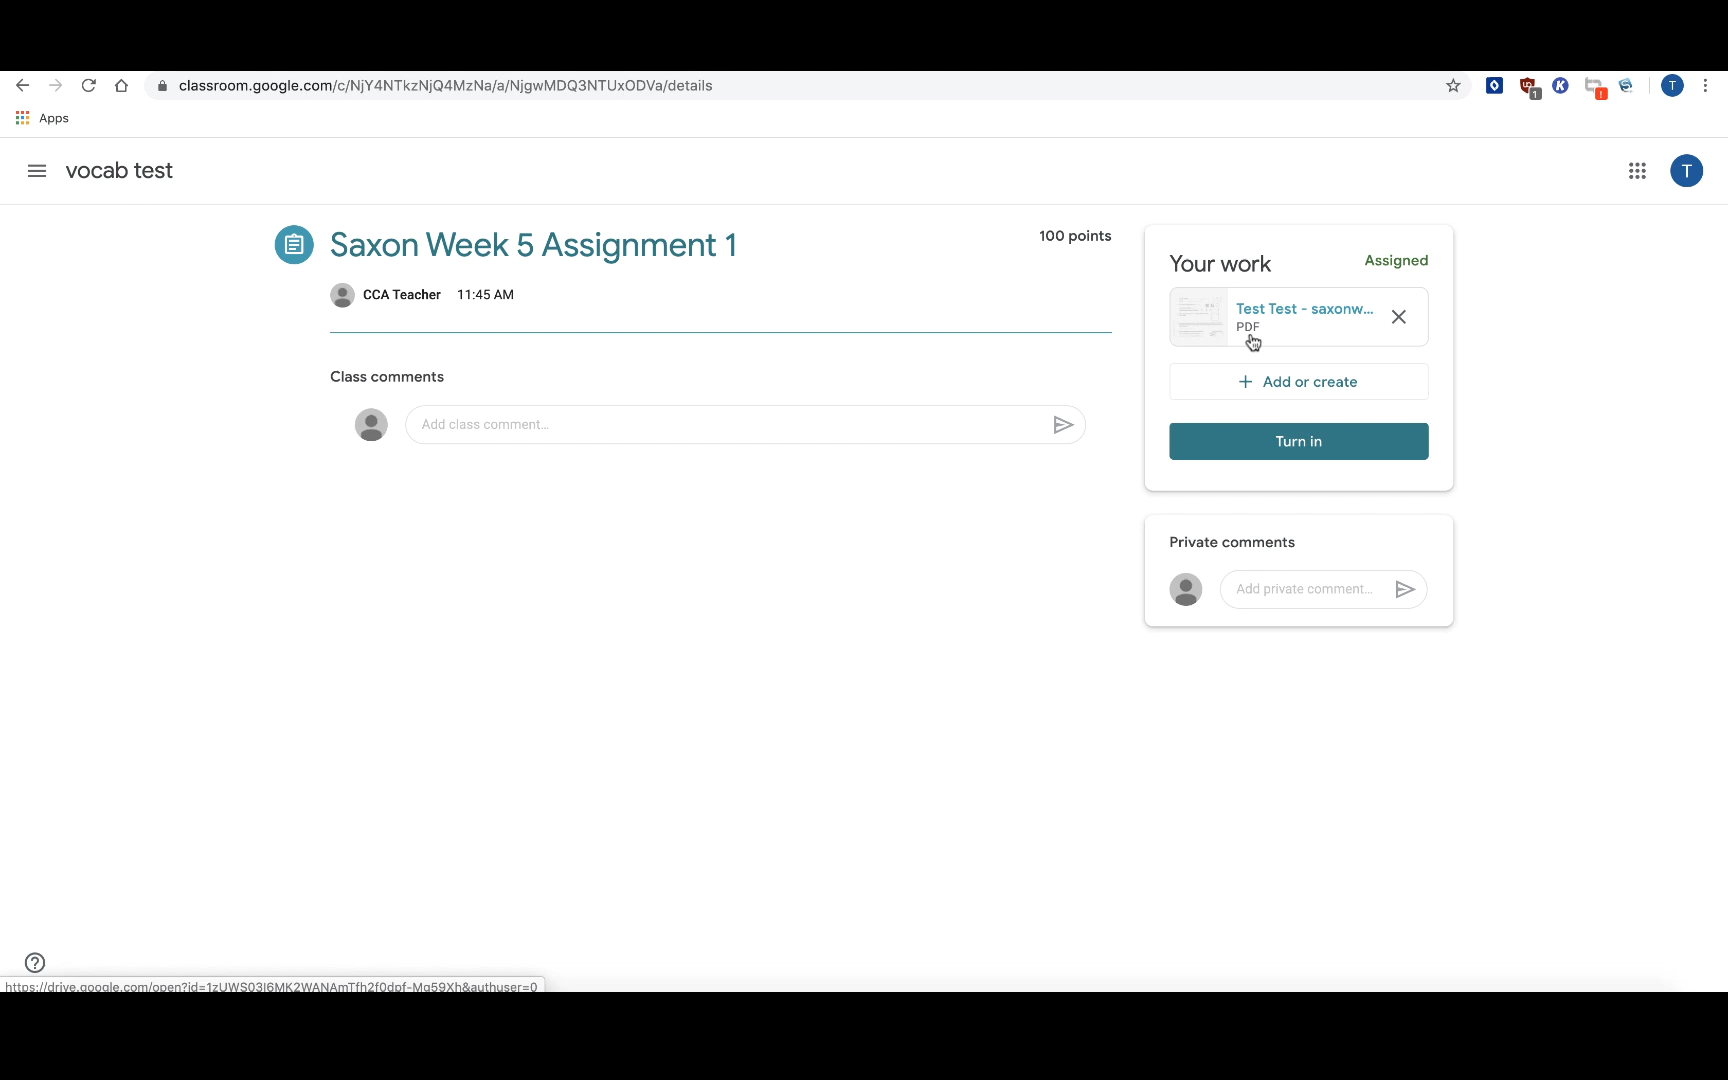 classroom.google.com/c/NjY4NTkzNjQ4MzNa/a/NjgwMDQ3NTUxODVa/details
1
K
!
T
Apps
vocab test
T
Saxon Week 5 Assignment 1
100 points
CCA Teacher 11:45 AM
Class comments
Add class comment...
Your work
Assigned
Test Test - saxonw...
PDF
+ Add or create
Turn in
Private comments
Add private comment...
https://drive.google.com/open?id=1zUWS03I6MK2WANAmTfh2f0dpf-Mg59Xh&authuser=0